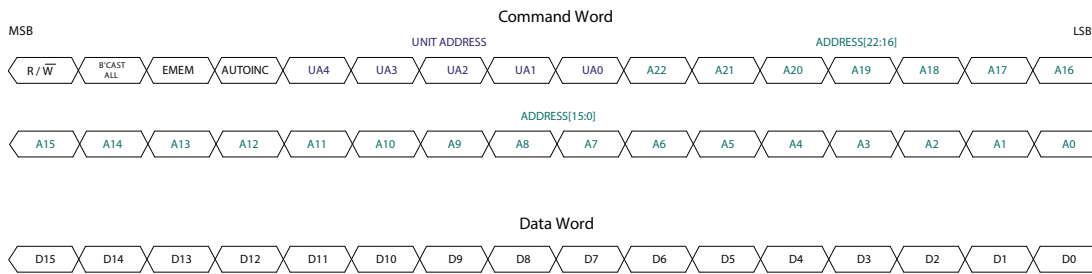 Command Word
MSB
LSB
UNIT ADDRESS
ADDRESS[22:16]
R / W̅ B'CAST ALL EMEM AUTOINC UA4 UA3 UA2 UA1 UA0 A22 A21 A20 A19 A18 A17 A16
ADDRESS[15:0]
A15 A14 A13 A12 A11 A10 A9 A8 A7 A6 A5 A4 A3 A2 A1 A0
Data Word
D15 D14 D13 D12 D11 D10 D9 D8 D7 D6 D5 D4 D3 D2 D1 D0